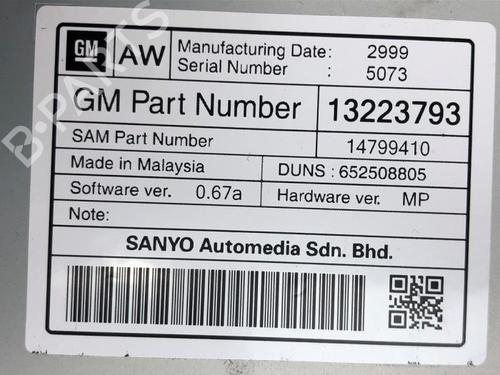 GM AW Manufacturing Date: 2999
Serial Number : 5073
GM Part Number 13223793
SAM Part Number 14799410
Made in Malaysia DUNS : 652508805
Software ver. 0.67a Hardware ver. MP
Note:
SANYO Automedia Sdn. Bhd.
B-PARTS